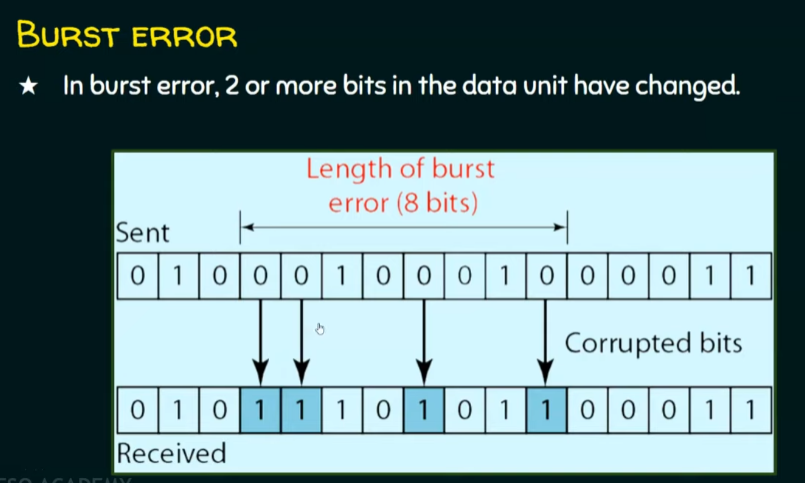 BURST ERROR
★ In burst error, 2 or more bits in the data unit have changed.
Length of burst
error (8 bits)
Sent
0 1 0 0 0 1 0 0 0 1 0 0 0 0 1 1
Corrupted bits
0 1 0 1 1 1 0 1 0 1 1 0 0 0 1 1
Received